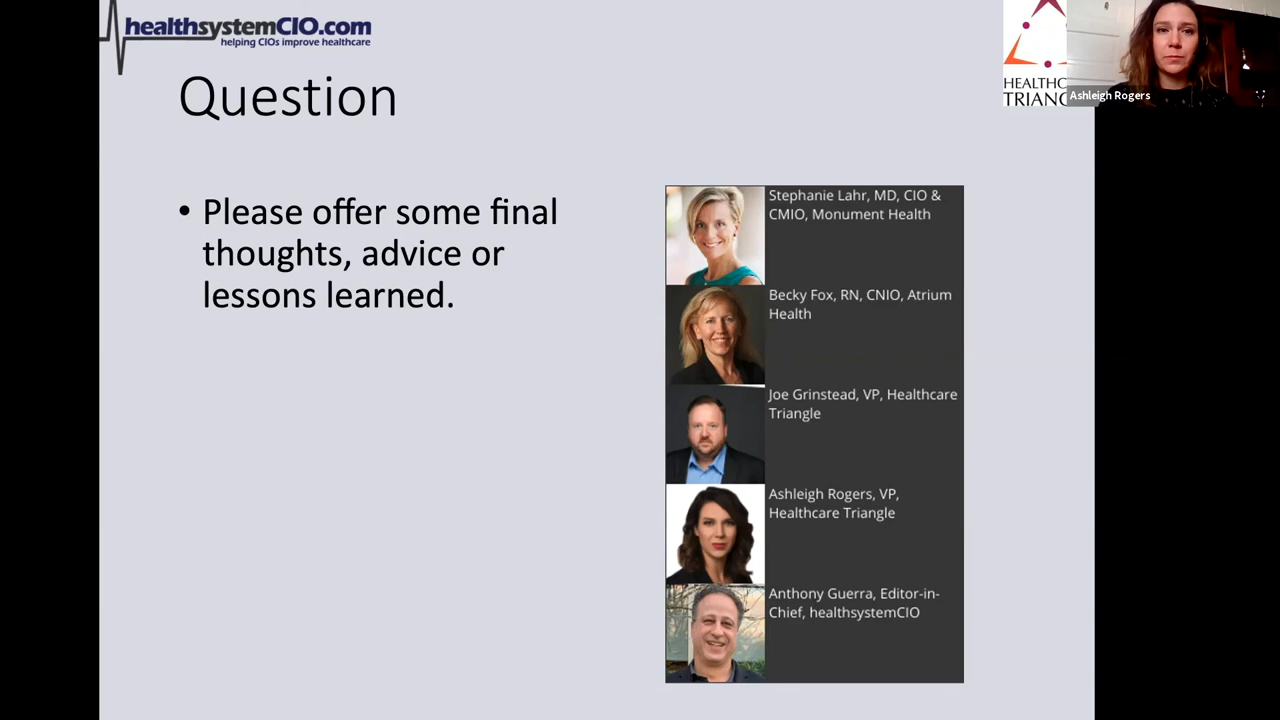 healthsystemCIO.com
helping CIOs improve healthcare
Question
• Please offer some final
thoughts, advice or
lessons learned.
Stephanie Lahr, MD, CIO &
CMIO, Monument Health
Becky Fox, RN, CNIO, Atrium
Health
Joe Grinstead, VP, Healthcare
Triangle
Ashleigh Rogers, VP,
Healthcare Triangle
Anthony Guerra, Editor-in-
Chief, healthsystemCIO
HEALTHC
TRIANG
Ashleigh Rogers